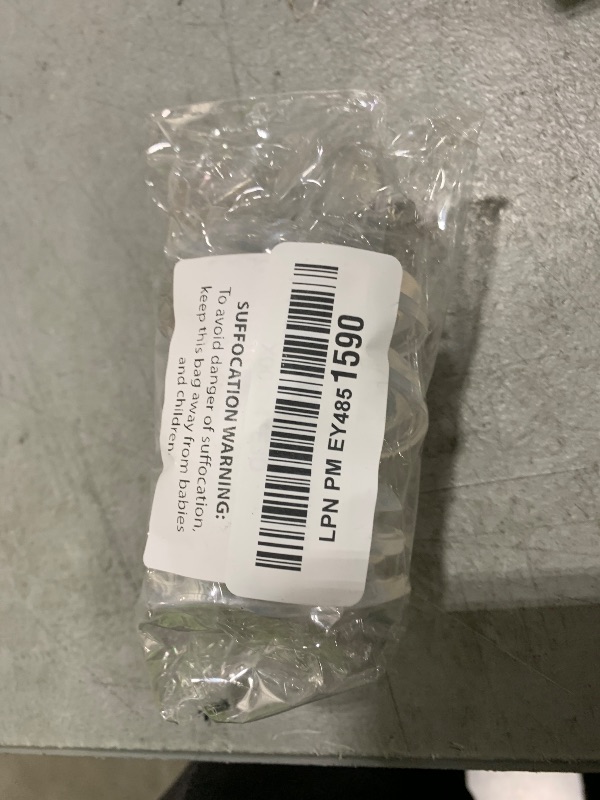 SUFFOCATION WARNING:
To avoid danger of suffocation,
keep this bag away from babies
and children.
LPN PM EY4851590